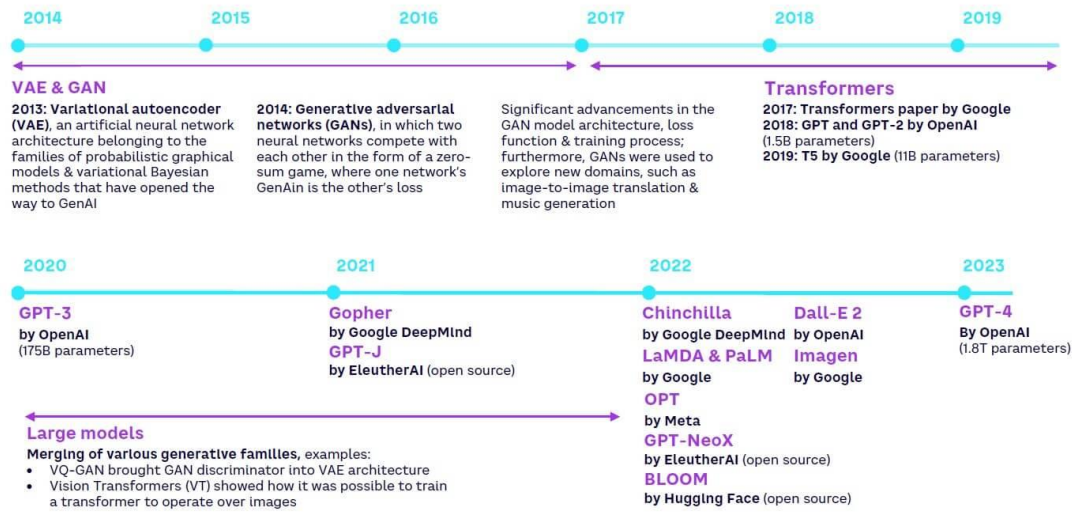 2014 2015 2016 2017 2018 2019
VAE & GAN
2013: Variational autoencoder
(VAE), an artificial neural network
architecture belonging to the
families of probabilistic graphical
models & variational Bayesian
methods that have opened the
way to GenAI
2014: Generative adversarial
networks (GANs), in which two
neural networks compete with
each other in the form of a zero-
sum game, where one network's
GenAin is the other's loss
Significant advancements in the
GAN model architecture, loss
function & training process;
furthermore, GANs were used to
explore new domains, such as
image-to-image translation &
music generation
Transformers
2017: Transformers paper by Google
2018: GPT and GPT-2 by OpenAI
(1.5B parameters)
2019: T5 by Google (11B parameters)
2020 2021 2022 2023
GPT-3
by OpenAI
(175B parameters)
Gopher
by Google DeepMind
GPT-J
by EleutherAI (open source)
Large models
Merging of various generative families, examples:
• VQ-GAN brought GAN discriminator into VAE architecture
• Vision Transformers (VT) showed how it was possible to train
a transformer to operate over images
Chinchilla
by Google DeepMind
LaMDA & PaLM
by Google
OPT
by Meta
GPT-NeoX
by EleutherAI (open source)
BLOOM
by Hugging Face (open source)
Dall-E 2
by OpenAI
Imagen
by Google
GPT-4
By OpenAI
(1.8T parameters)